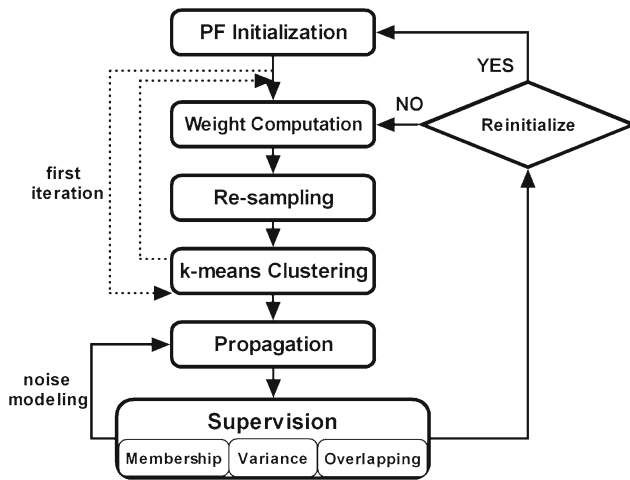 PF Initialization
YES
NO
Weight Computation
Reinitialize
first
iteration
Re-sampling
k-means Clustering
Propagation
noise
modeling
Supervision
Membership
Variance
Overlapping